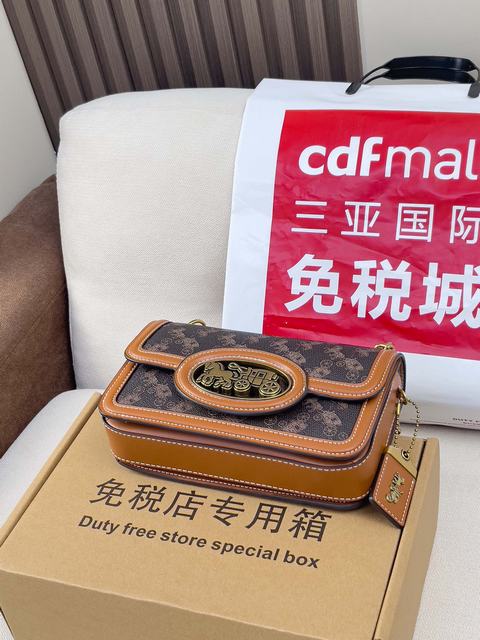 cdfmal
三亚国际
免税城
免税店专用箱
Duty free store special box